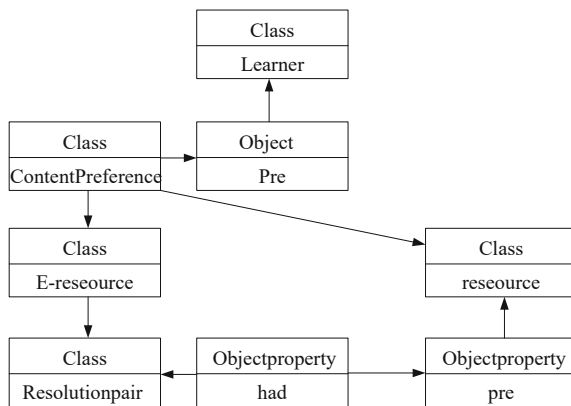 Class
Learner
Class
ContentPreference
Object
Pre
Class
E-reseource
Class
reseource
Class
Resolutionpair
Objectproperty
had
Objectproperty
pre